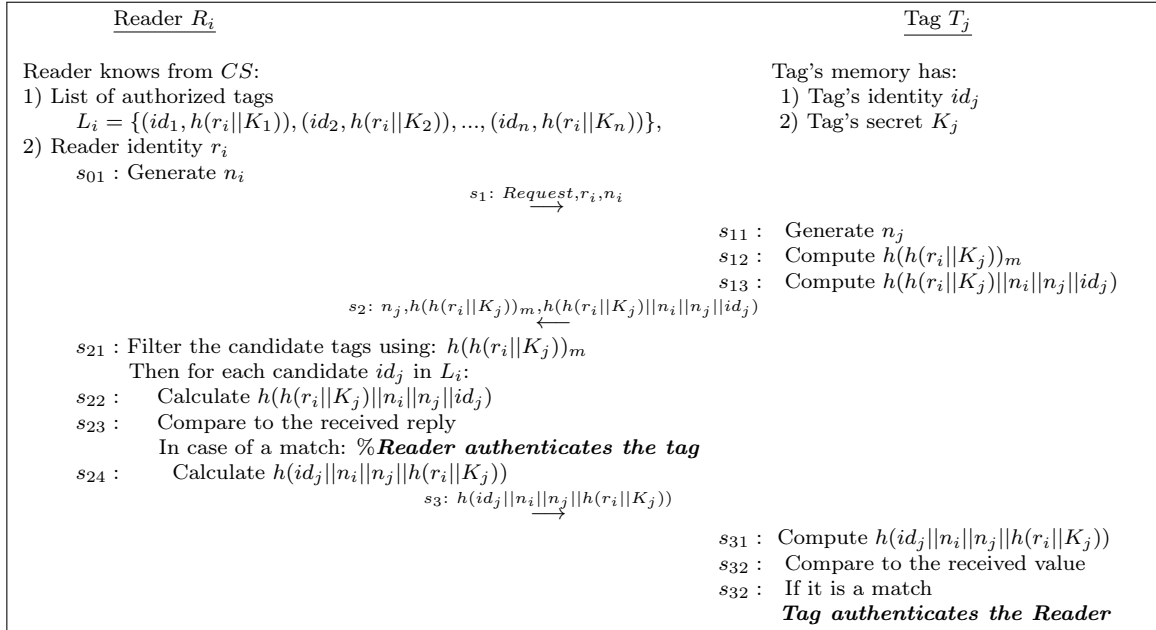 Reader R_i
Tag T_j
Reader knows from CS:
1) List of authorized tags
L_i = {(id_1, h(r_i||K_1)), (id_2, h(r_i||K_2)), ..., (id_n, h(r_i||K_n))},
2) Reader identity r_i
Tag's memory has:
1) Tag's identity id_j
2) Tag's secret K_j
s_01 : Generate n_i
s_1: Request,r_i,n_i
⟶
s_11 : Generate n_j
s_12 : Compute h(h(r_i||K_j))_m
s_13 : Compute h(h(r_i||K_j)||n_i||n_j||id_j)
s_2: n_j,h(h(r_i||K_j))_m,h(h(r_i||K_j)||n_i||n_j||id_j)
⟵
s_21 : Filter the candidate tags using: h(h(r_i||K_j))_m
Then for each candidate id_j in L_i:
s_22 : Calculate h(h(r_i||K_j)||n_i||n_j||id_j)
s_23 : Compare to the received reply
In case of a match: %Reader authenticates the tag
s_24 : Calculate h(id_j||n_i||n_j||h(r_i||K_j))
s_3: h(id_j||n_i||n_j||h(r_i||K_j))
⟶
s_31 : Compute h(id_j||n_i||n_j||h(r_i||K_j))
s_32 : Compare to the received value
s_32 : If it is a match
Tag authenticates the Reader